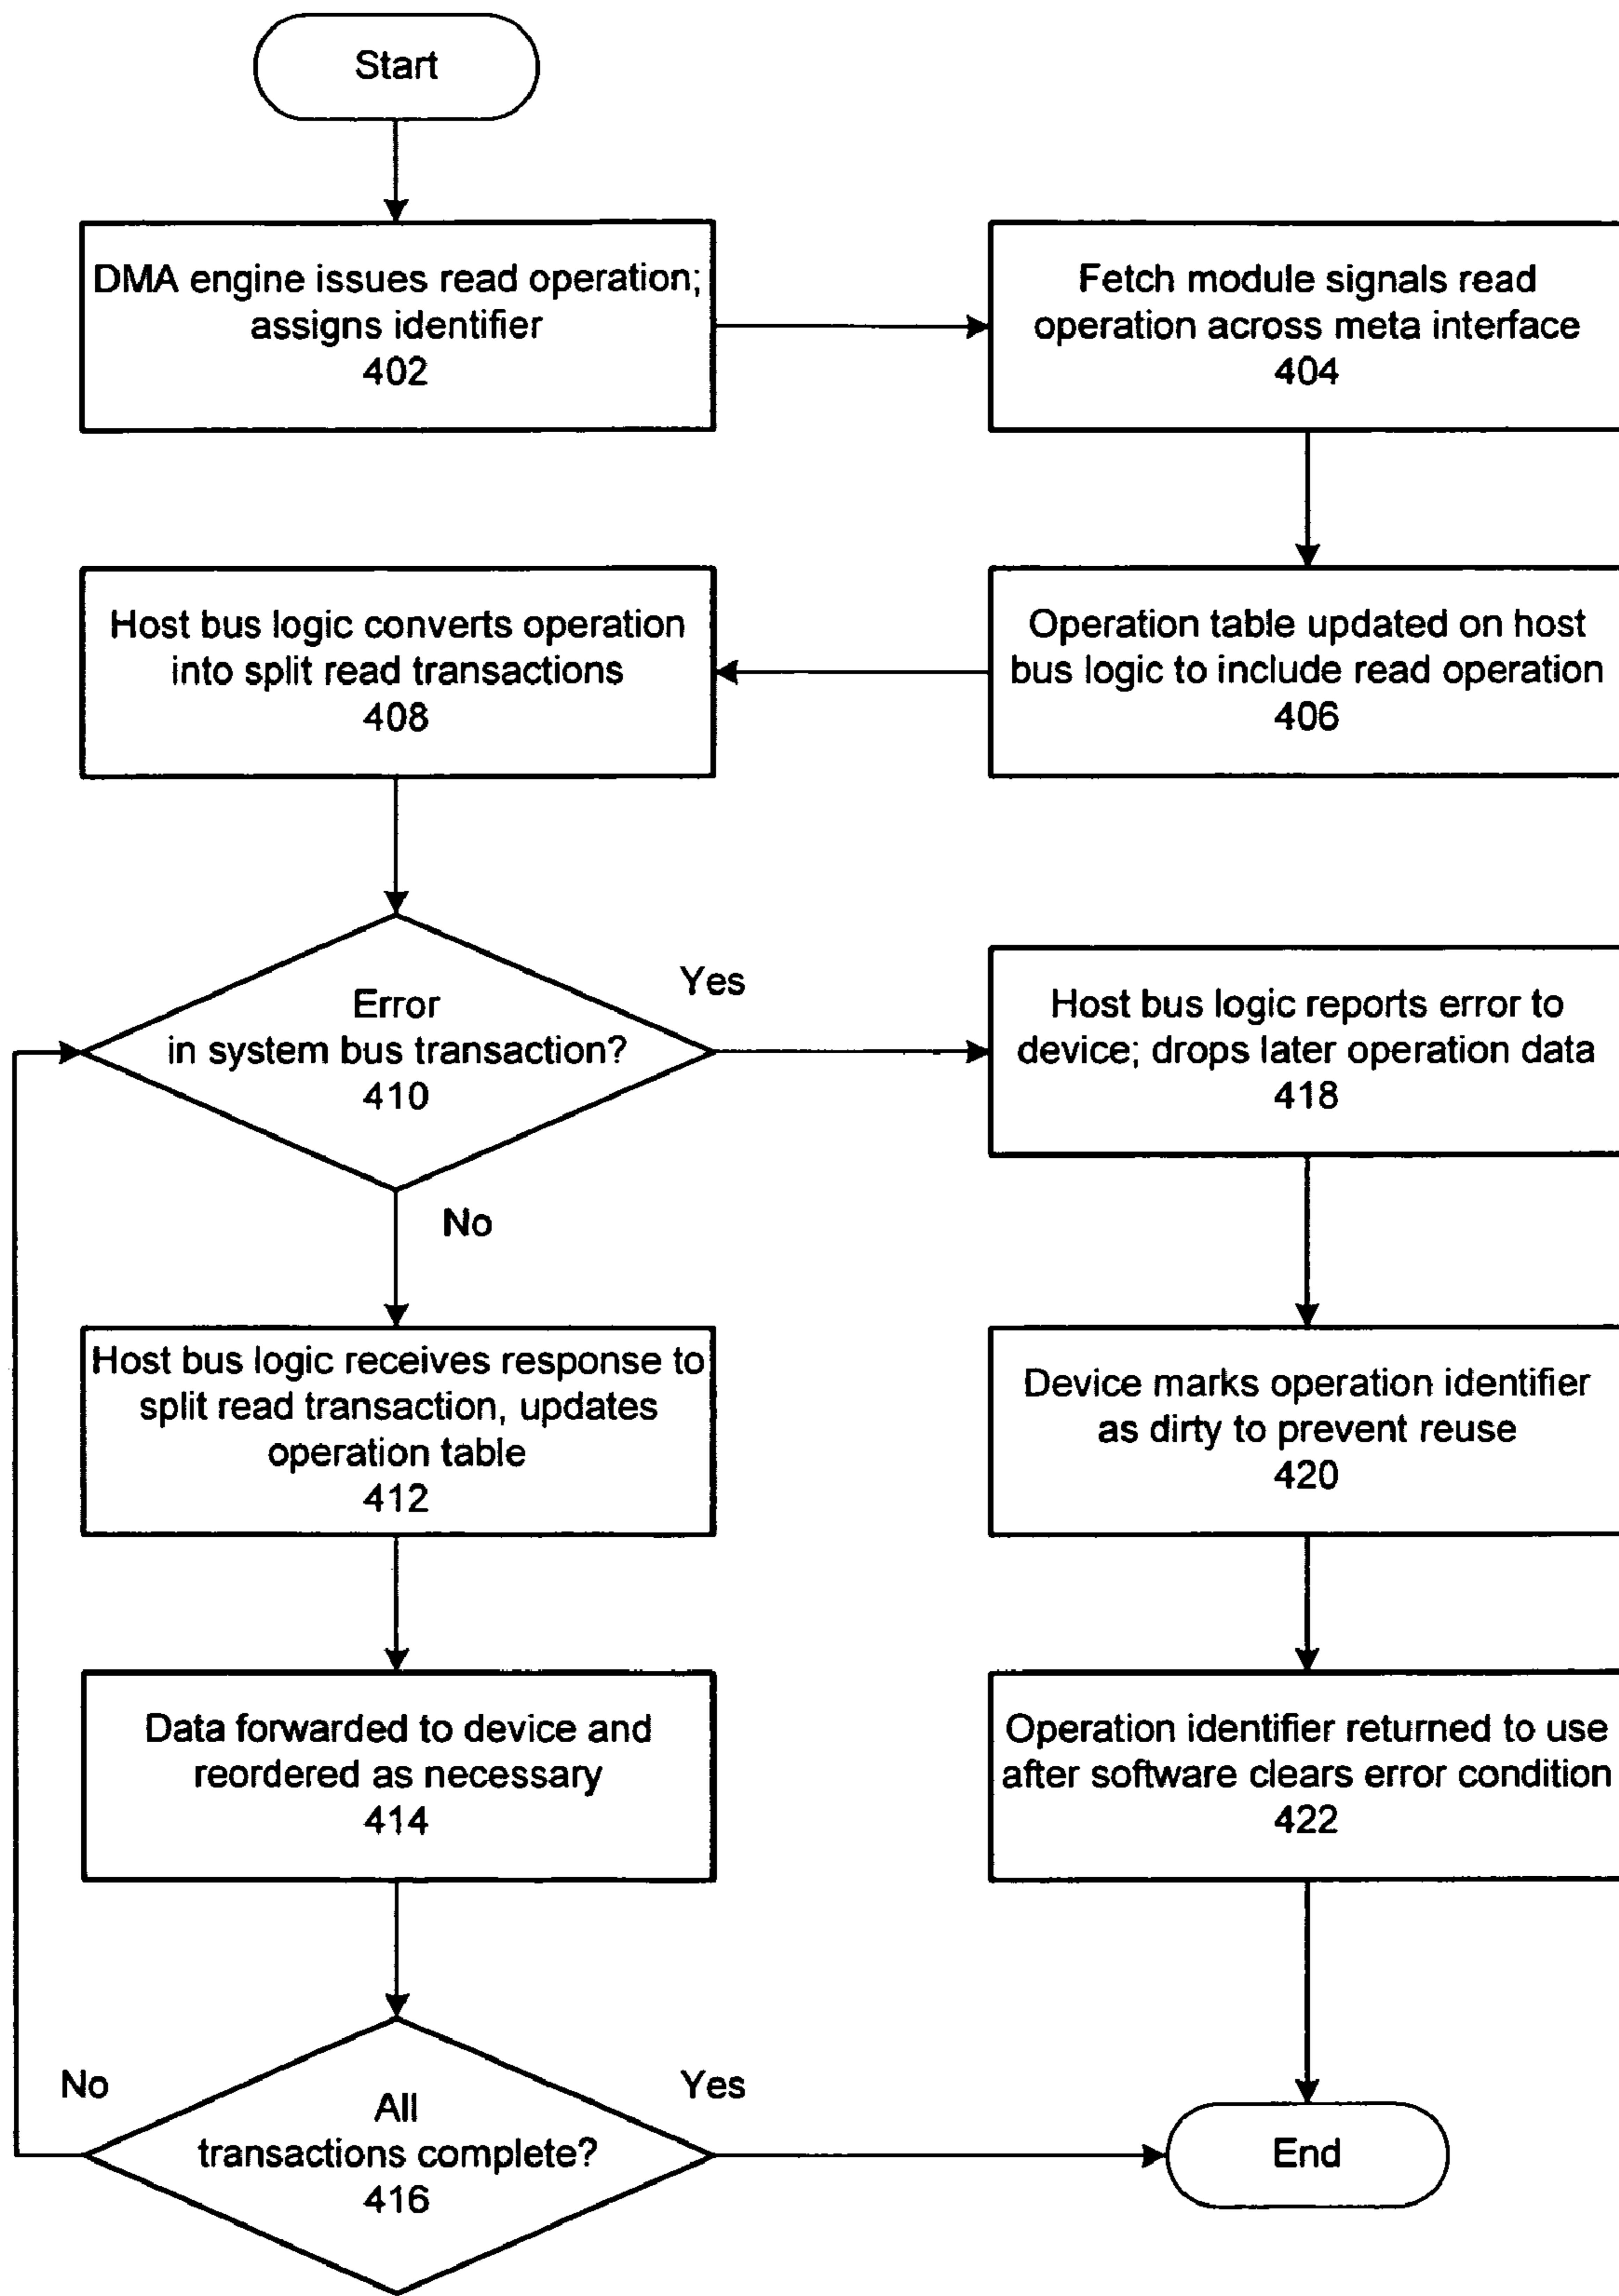 Start
DMA engine issues read operation;
assigns identifier
402
Fetch module signals read
operation across meta interface
404
Operation table updated on host
bus logic to include read operation
406
Host bus logic converts operation
into split read transactions
408
Error
in system bus transaction?
410
Yes
No
Host bus logic reports error to
device; drops later operation data
418
Host bus logic receives response to
split read transaction, updates
operation table
412
Device marks operation identifier
as dirty to prevent reuse
420
Data forwarded to device and
reordered as necessary
414
Operation identifier returned to use
after software clears error condition
422
No
All
transactions complete?
416
Yes
End